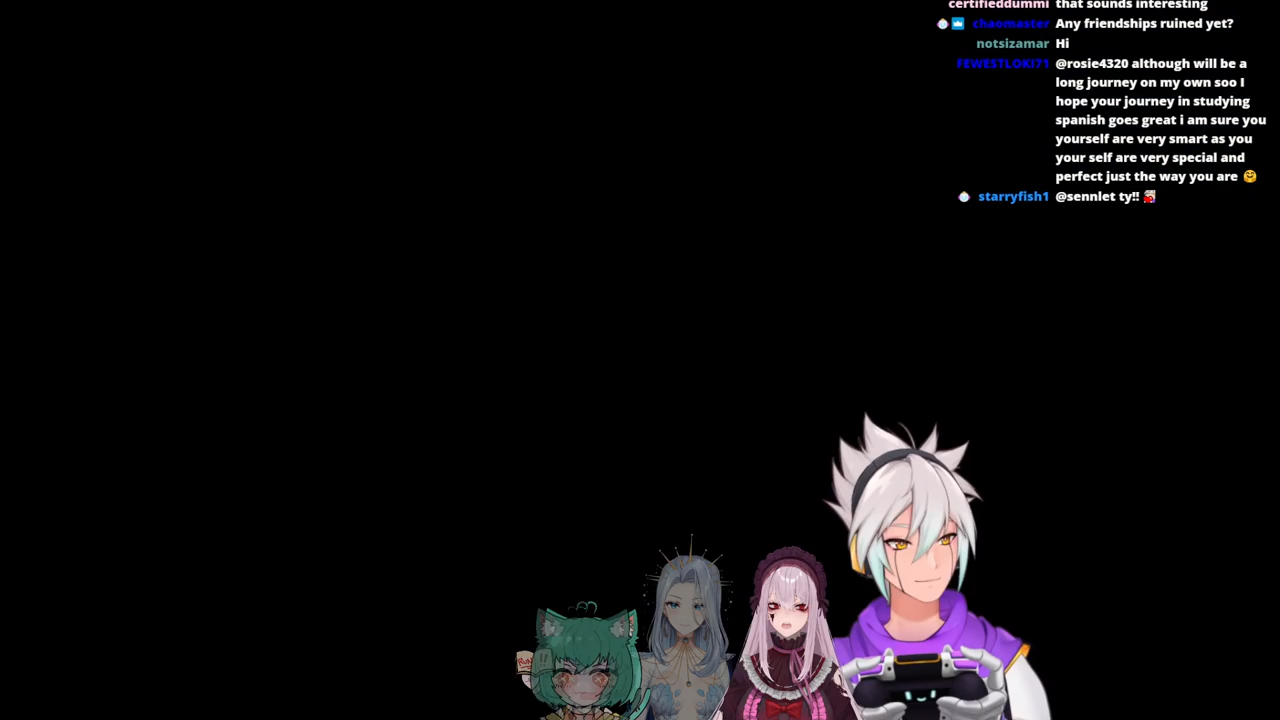 certifieddummi that sounds interesting
chaomaster Any friendships ruined yet?
notsizamar Hi
FEWESTLOKI71 @rosie4320 although will be a
long journey on my own soo I
hope your journey in studying
spanish goes great i am sure you
yourself are very smart as you
your self are very special and
perfect just the way you are 🤗
starryfish1 @sennlet ty!!